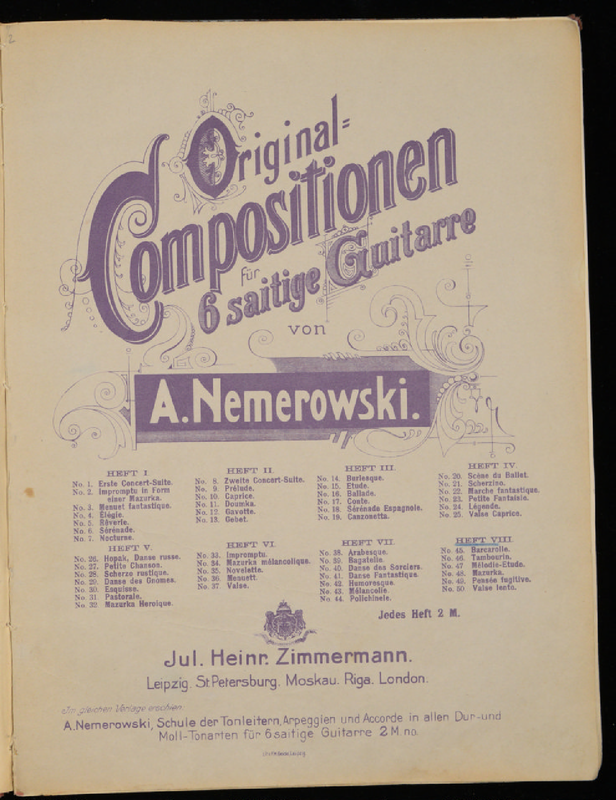 2
Original-
Compositionen
für
6 saitige Guitarre
von
A. Nemerowski.
HEFT I
No. 1. Erste Concert-Suite.
No. 2. Impromptu in Form
einer Mazurka.
No. 3. Menuet fantastique.
No. 4. Élégie.
No. 5. Rêverie.
No. 6. Sérénade.
No. 7. Nocturne.
HEFT II.
No. 8. Zweite Concert-Suite.
No. 9. Prélude.
No. 10. Caprice.
No. 11. Doumka.
No. 12. Gavotte.
No. 13. Gebet.
HEFT III.
No. 14. Burlesque.
No. 15. Etude.
No. 16. Ballade.
No. 17. Conte.
No. 18. Sérénade Espagnole.
No. 19. Canzonetta.
HEFT IV.
No. 20. Scène de Ballet.
No. 21. Scherzino.
No. 22. Marche fantastique.
No. 23. Petite Fantaisie.
No. 24. Légende.
No. 25. Valse Caprice.
HEFT V.
No. 26. Hopak, Danse russe.
No. 27. Petite Chanson.
No. 28. Scherzo rustique.
No. 29. Danse des Gnomes.
No. 30. Esquisse.
No. 31. Pastorale.
No. 32. Mazurka Heroique.
HEFT VI.
No. 33. Impromptu.
No. 34. Mazurka mélancolique.
No. 35. Novelette.
No. 36. Menuett.
No. 37. Valse.
HEFT VII.
No. 38. Arabesque.
No. 39. Bagatelle.
No. 40. Danse des Sorciers.
No. 41. Danse Fantastique.
No. 42. Humoresque.
No. 43. Mélancolie.
No. 44. Polichinele.
HEFT VIII.
No. 45. Barcarolle.
No. 46. Tambourin.
No. 47. Mélodie-Etude.
No. 48. Mazurka.
No. 49. Pensée fugitive.
No. 50. Valse lente.
Jedes Heft 2 M.
Jul. Heinr. Zimmermann.
Leipzig. St. Petersburg. Moskau. Riga. London.
Im gleichen Verlage erschien:
A. Nemerowski, Schule der Tonleitern, Arpeggien und Accorde in allen Dur- und
Moll-Tonarten für 6 saitige Guitarre 2 M. no.